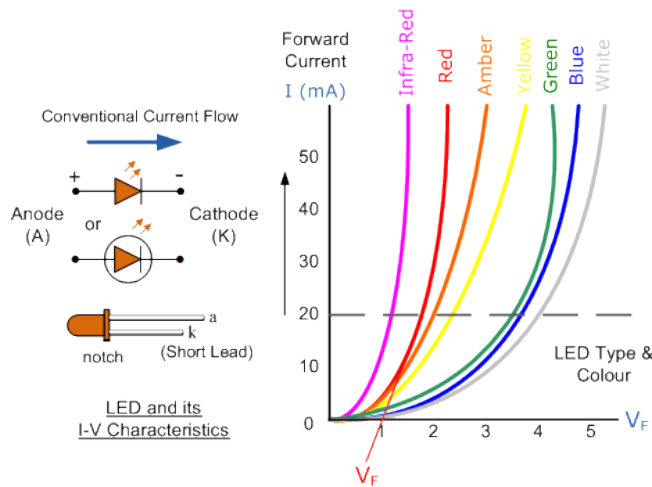 Conventional Current Flow
+ -
Anode
(A)
or
Cathode
(K)
a
k
notch
(Short Lead)
LED and its
I-V Characteristics
Forward
Current
I (mA)
Infra-Red
Red
Amber
Yellow
Green
Blue
White
50
40
30
20
10
0
LED Type &
Colour
1 2 3 4 5
V_F
V_F